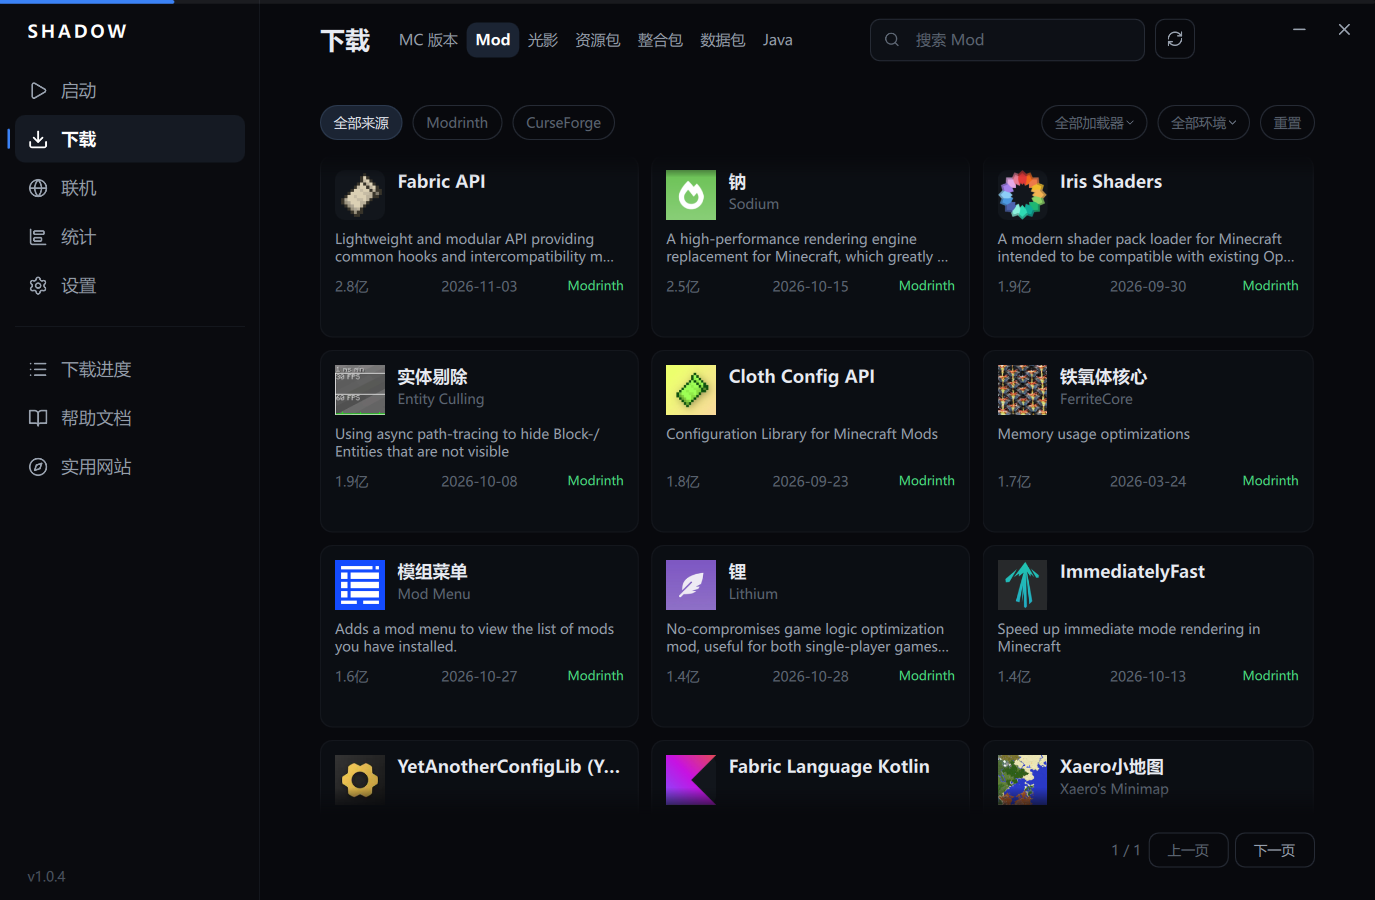 SHADOW
启动
下载
联机
统计
设置
下载进度
帮助文档
实用网站
v1.0.4
下载
MC 版本
Mod
光影
资源包
整合包
数据包
Java
搜索 Mod
全部来源
Modrinth
CurseForge
全部加载器
全部环境
重置
Fabric API
Lightweight and modular API providing
common hooks and intercompatibility m...
2.8亿 2026-11-03 Modrinth
钠
Sodium
A high-performance rendering engine
replacement for Minecraft, which greatly ...
2.5亿 2026-10-15 Modrinth
Iris Shaders
A modern shader pack loader for Minecraft
intended to be compatible with existing Op...
1.9亿 2026-09-30 Modrinth
30 FPS
60 FPS
实体剔除
Entity Culling
Using async path-tracing to hide Block-/
Entities that are not visible
1.9亿 2026-10-08 Modrinth
Cloth Config API
Configuration Library for Minecraft Mods
1.8亿 2026-09-23 Modrinth
铁氧体核心
FerriteCore
Memory usage optimizations
1.7亿 2026-03-24 Modrinth
模组菜单
Mod Menu
Adds a mod menu to view the list of mods
you have installed.
1.6亿 2026-10-27 Modrinth
锂
Lithium
No-compromises game logic optimization
mod, useful for both single-player games...
1.4亿 2026-10-28 Modrinth
ImmediatelyFast
Speed up immediate mode rendering in
Minecraft
1.4亿 2026-10-13 Modrinth
YetAnotherConfigLib (Y...
Fabric Language Kotlin
Xaero小地图
Xaero's Minimap
1 / 1
上一页
下一页